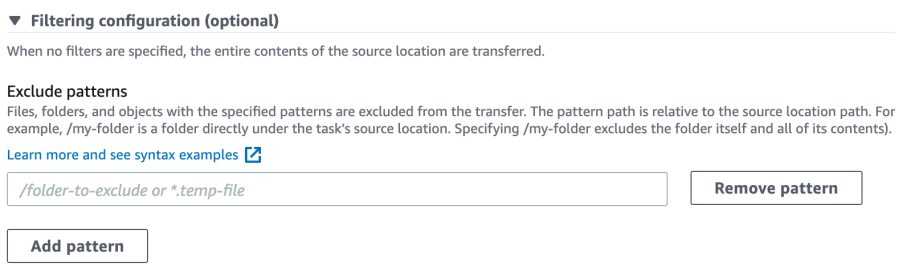 Filtering configuration (optional)
When no filters are specified, the entire contents of the source location are transferred.
Exclude patterns
Files, folders, and objects with the specified patterns are excluded from the transfer. The pattern path is relative to the source location path. For
example, /my-folder is a folder directly under the task's source location. Specifying /my-folder excludes the folder itself and all of its contents).
Learn more and see syntax examples
/folder-to-exclude or *.temp-file
Remove pattern
Add pattern